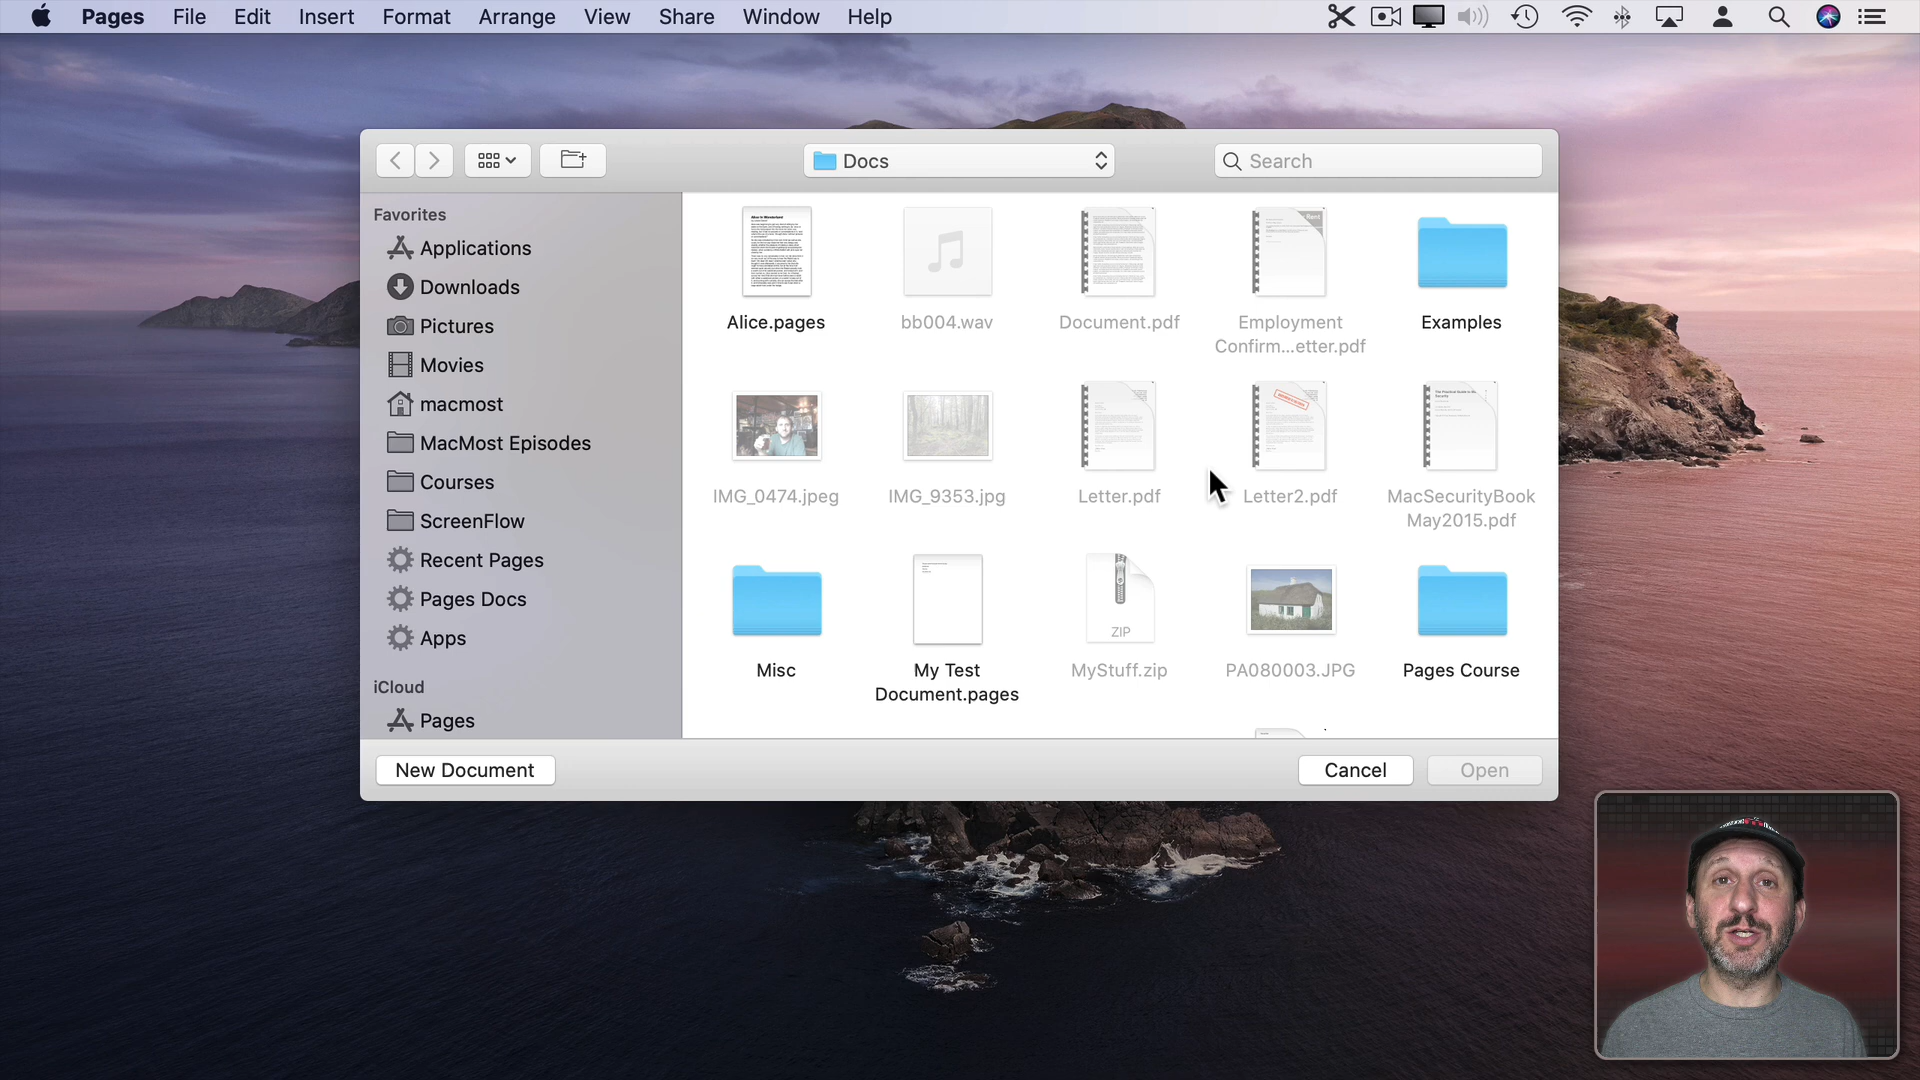 Pages File Edit Insert Format Arrange View Share Window Help
Docs
Search
Favorites
Applications
Downloads
Pictures
Movies
macmost
MacMost Episodes
Courses
ScreenFlow
Recent Pages
Pages Docs
Apps
iCloud
Pages
Alice.pages
bb004.wav
Document.pdf
Employment
Confirm...etter.pdf
Examples
IMG_0474.jpeg
IMG_9353.jpg
Letter.pdf
Letter2.pdf
MacSecurityBook
May2015.pdf
Misc
My Test
Document.pages
ZIP
MyStuff.zip
PA080003.JPG
Pages Course
New Document
Cancel
Open